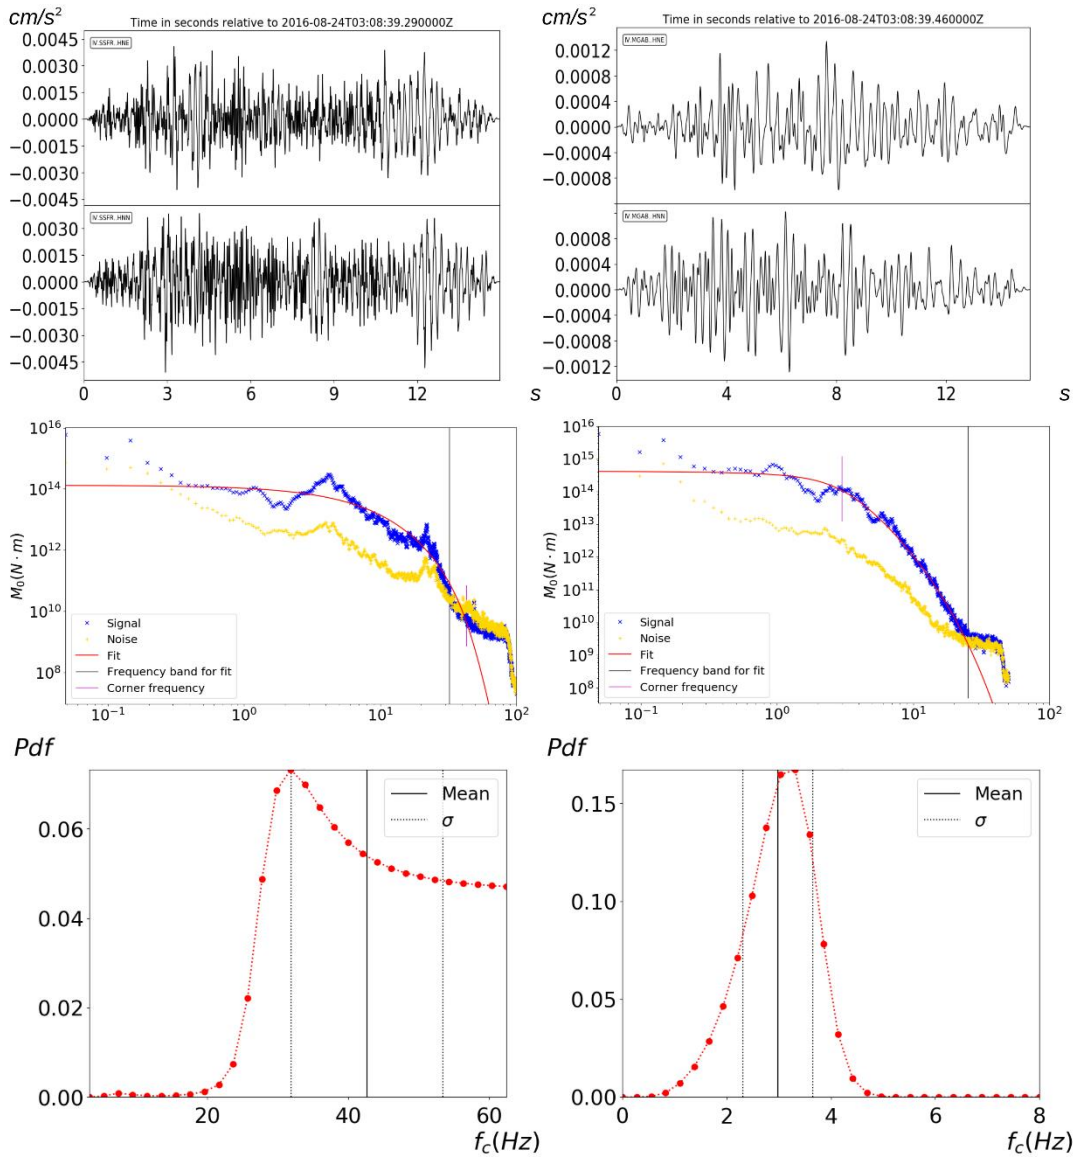 cm/s²
Time in seconds relative to 2016-08-24T03:08:39.290000Z
IV.SSFR..HNE
0.0045
0.0030
0.0015
0.0000
−0.0015
−0.0030
−0.0045
IV.SSFR..HNN
0.0030
0.0015
0.0000
−0.0015
−0.0030
−0.0045
0 3 6 9 12 s
cm/s²
Time in seconds relative to 2016-08-24T03:08:39.460000Z
IV.MGAB..HNE
0.0012
0.0008
0.0004
0.0000
−0.0004
−0.0008
IV.MGAB..HNN
0.0008
0.0004
0.0000
−0.0004
−0.0008
−0.0012
0 4 8 12 s
M₀(N · m)
10¹⁶
10¹⁴
10¹²
10¹⁰
10⁸
Signal
Noise
Fit
Frequency band for fit
Corner frequency
10⁻¹ 10⁰ 10¹ 10²
M₀(N · m)
10¹⁶
10¹⁵
10¹⁴
10¹³
10¹²
10¹¹
10¹⁰
10⁹
10⁸
Signal
Noise
Fit
Frequency band for fit
Corner frequency
10⁻¹ 10⁰ 10¹ 10²
Pdf
0.06
0.04
0.02
0.00
Mean
σ
20 40 60
f_c(Hz)
Pdf
0.15
0.10
0.05
0.00
Mean
σ
0 2 4 6 8
f_c(Hz)